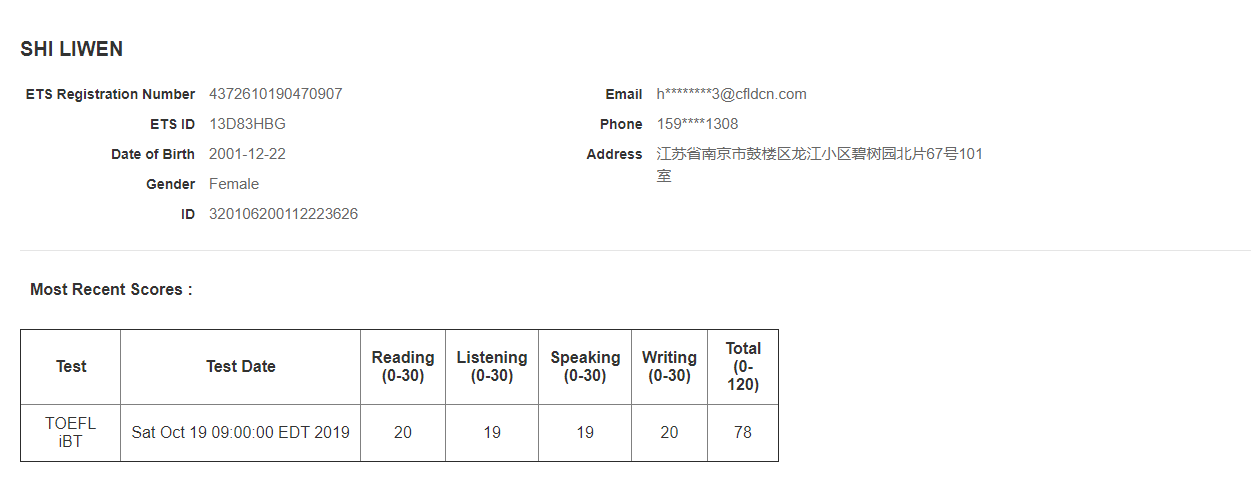 SHI LIWEN
ETS Registration Number 4372610190470907
Email h********3@cfldcn.com
ETS ID 13D83HBG
Phone 159****1308
Date of Birth 2001-12-22
Address 江苏省南京市鼓楼区龙江小区碧树园北片67号101
室
Gender Female
ID 320106200112223626
Most Recent Scores :
Test Test Date Reading (0-30) Listening (0-30) Speaking (0-30) Writing (0-30) Total (0-120)
TOEFL iBT Sat Oct 19 09:00:00 EDT 2019 20 19 19 20 78